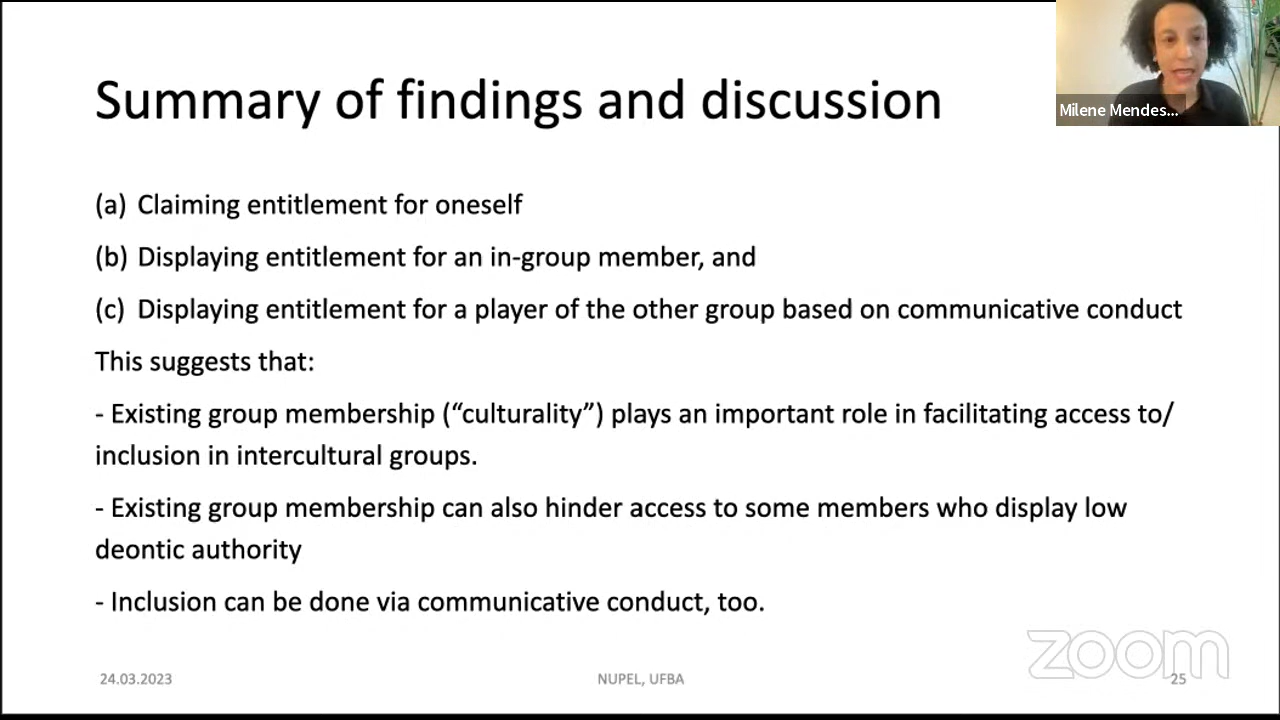 Summary of findings and discussion
Milene Mendes...
(a) Claiming entitlement for oneself
(b) Displaying entitlement for an in-group member, and
(c) Displaying entitlement for a player of the other group based on communicative conduct
This suggests that:
- Existing group membership (“culturality”) plays an important role in facilitating access to/
inclusion in intercultural groups.
- Existing group membership can also hinder access to some members who display low
deontic authority
- Inclusion can be done via communicative conduct, too.
zoom
24.03.2023
NUPEL, UFBA
25